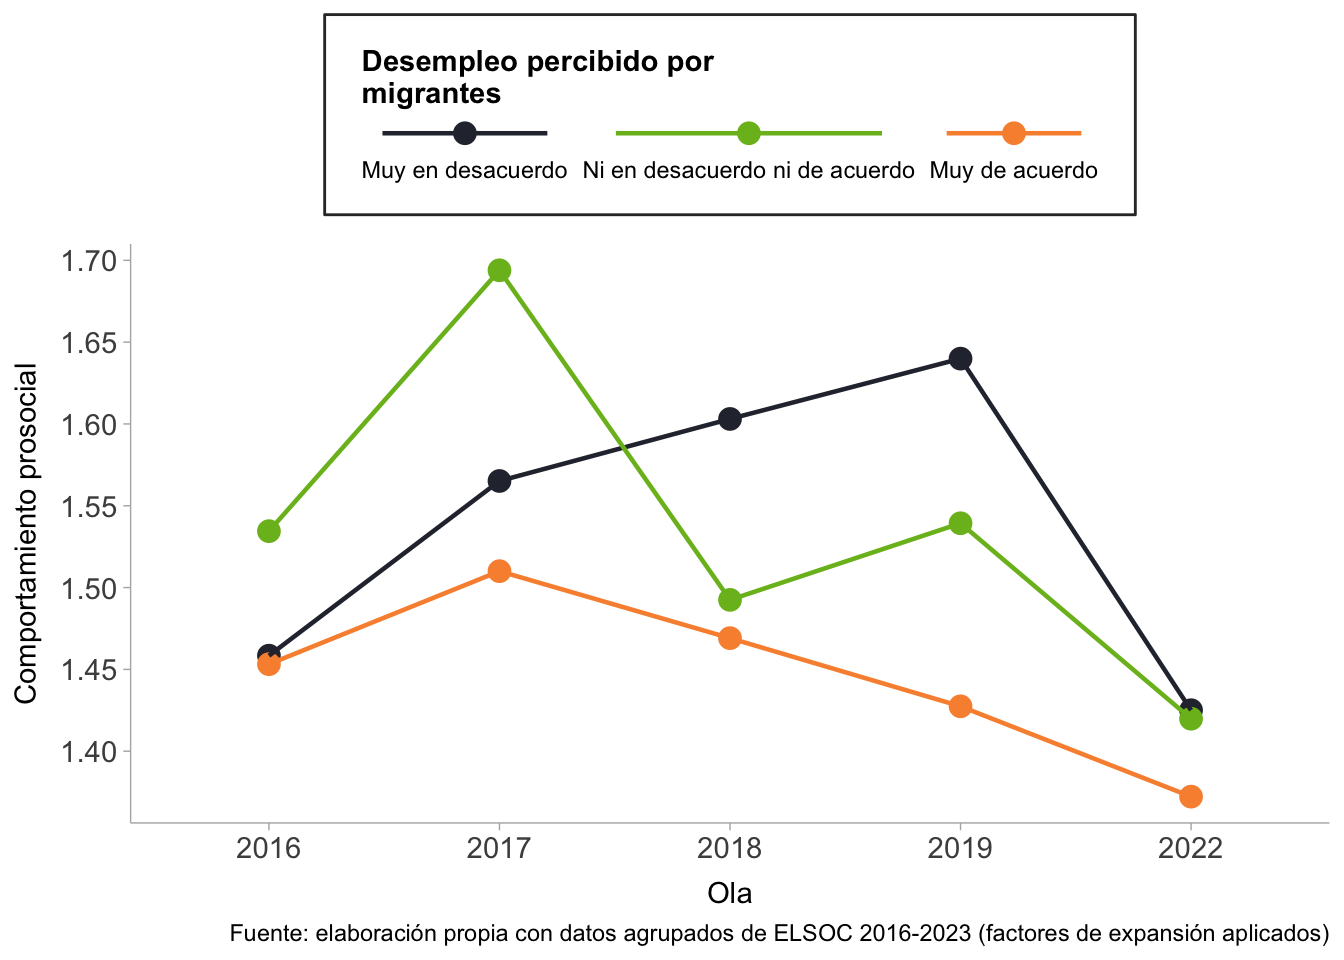 Desempleo percibido por
migrantes
Muy en desacuerdo Ni en desacuerdo ni de acuerdo Muy de acuerdo
1.70
1.65
1.60
1.55
1.50
1.45
1.40
Comportamiento prosocial
2016 2017 2018 2019 2022
Ola
Fuente: elaboración propia con datos agrupados de ELSOC 2016-2023 (factores de expansión aplicados)